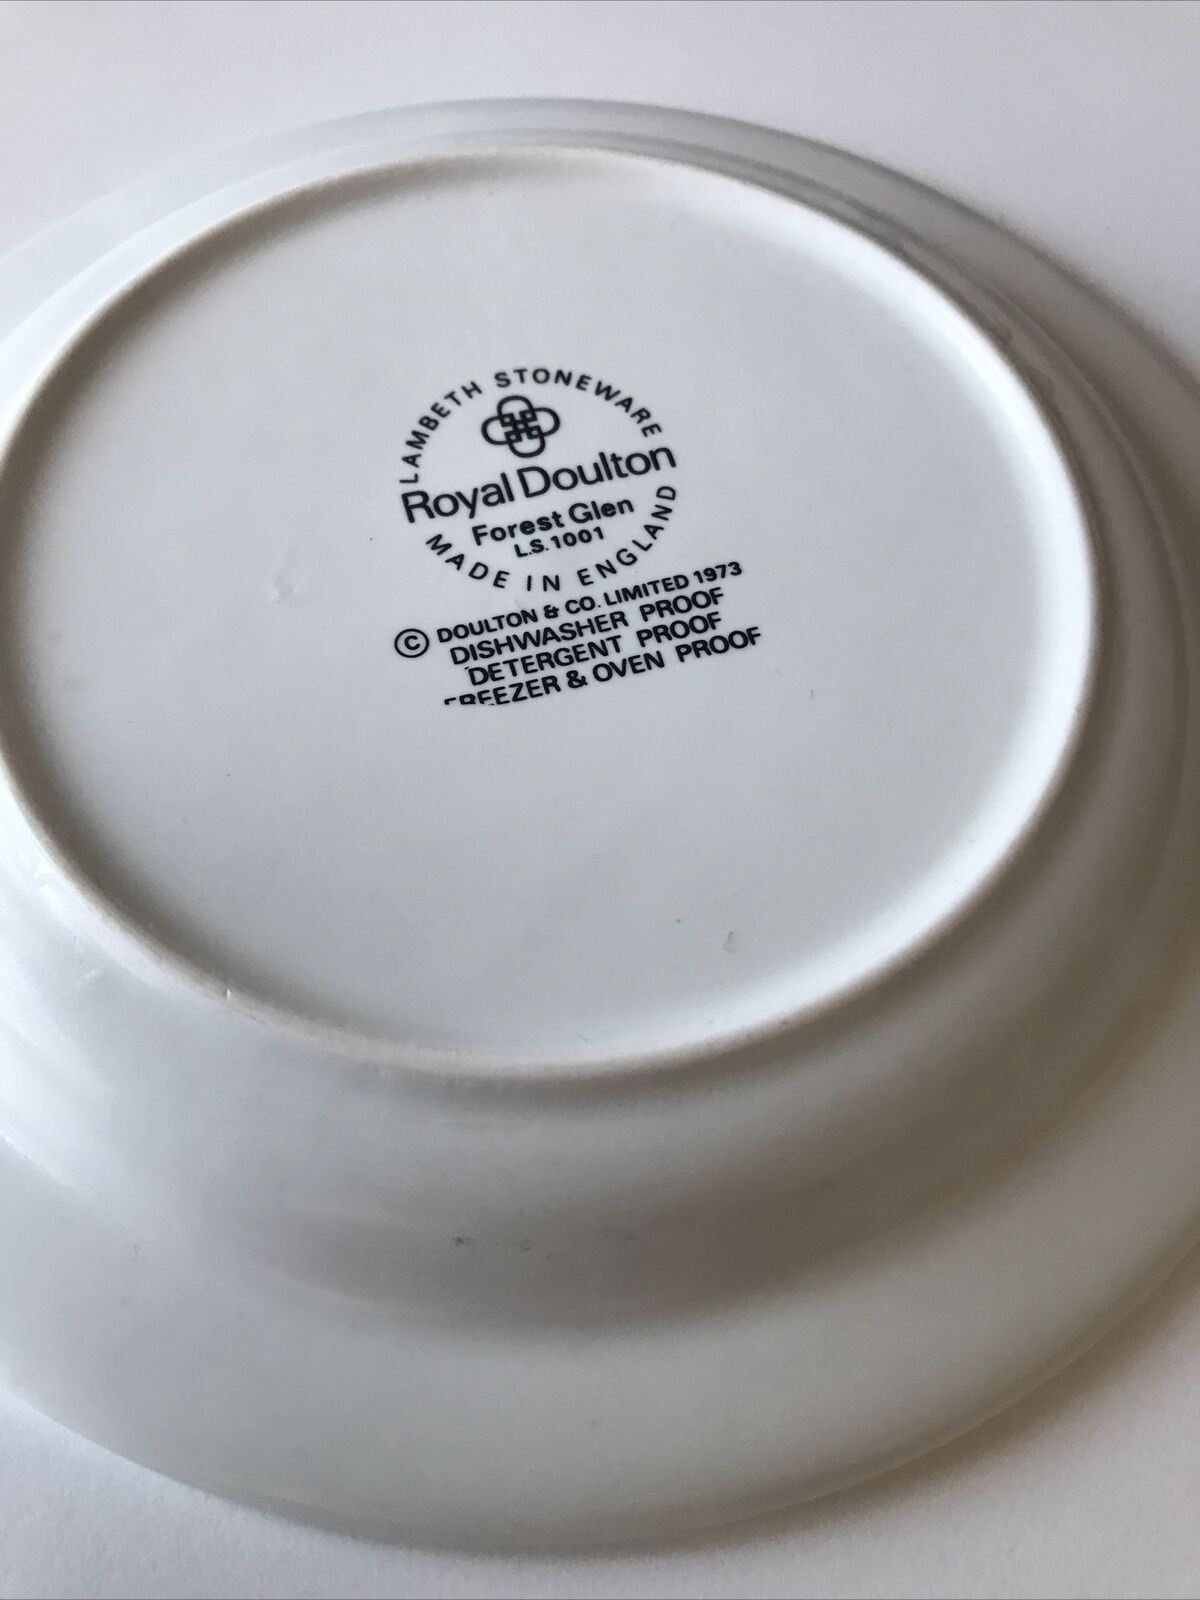 LAMBETH STONEWARE
Royal Doulton
Forest Glen
L.S. 1001
MADE IN ENGLAND
© DOULTON & CO. LIMITED 1973
DISHWASHER PROOF
DETERGENT PROOF
FREEZER & OVEN PROOF